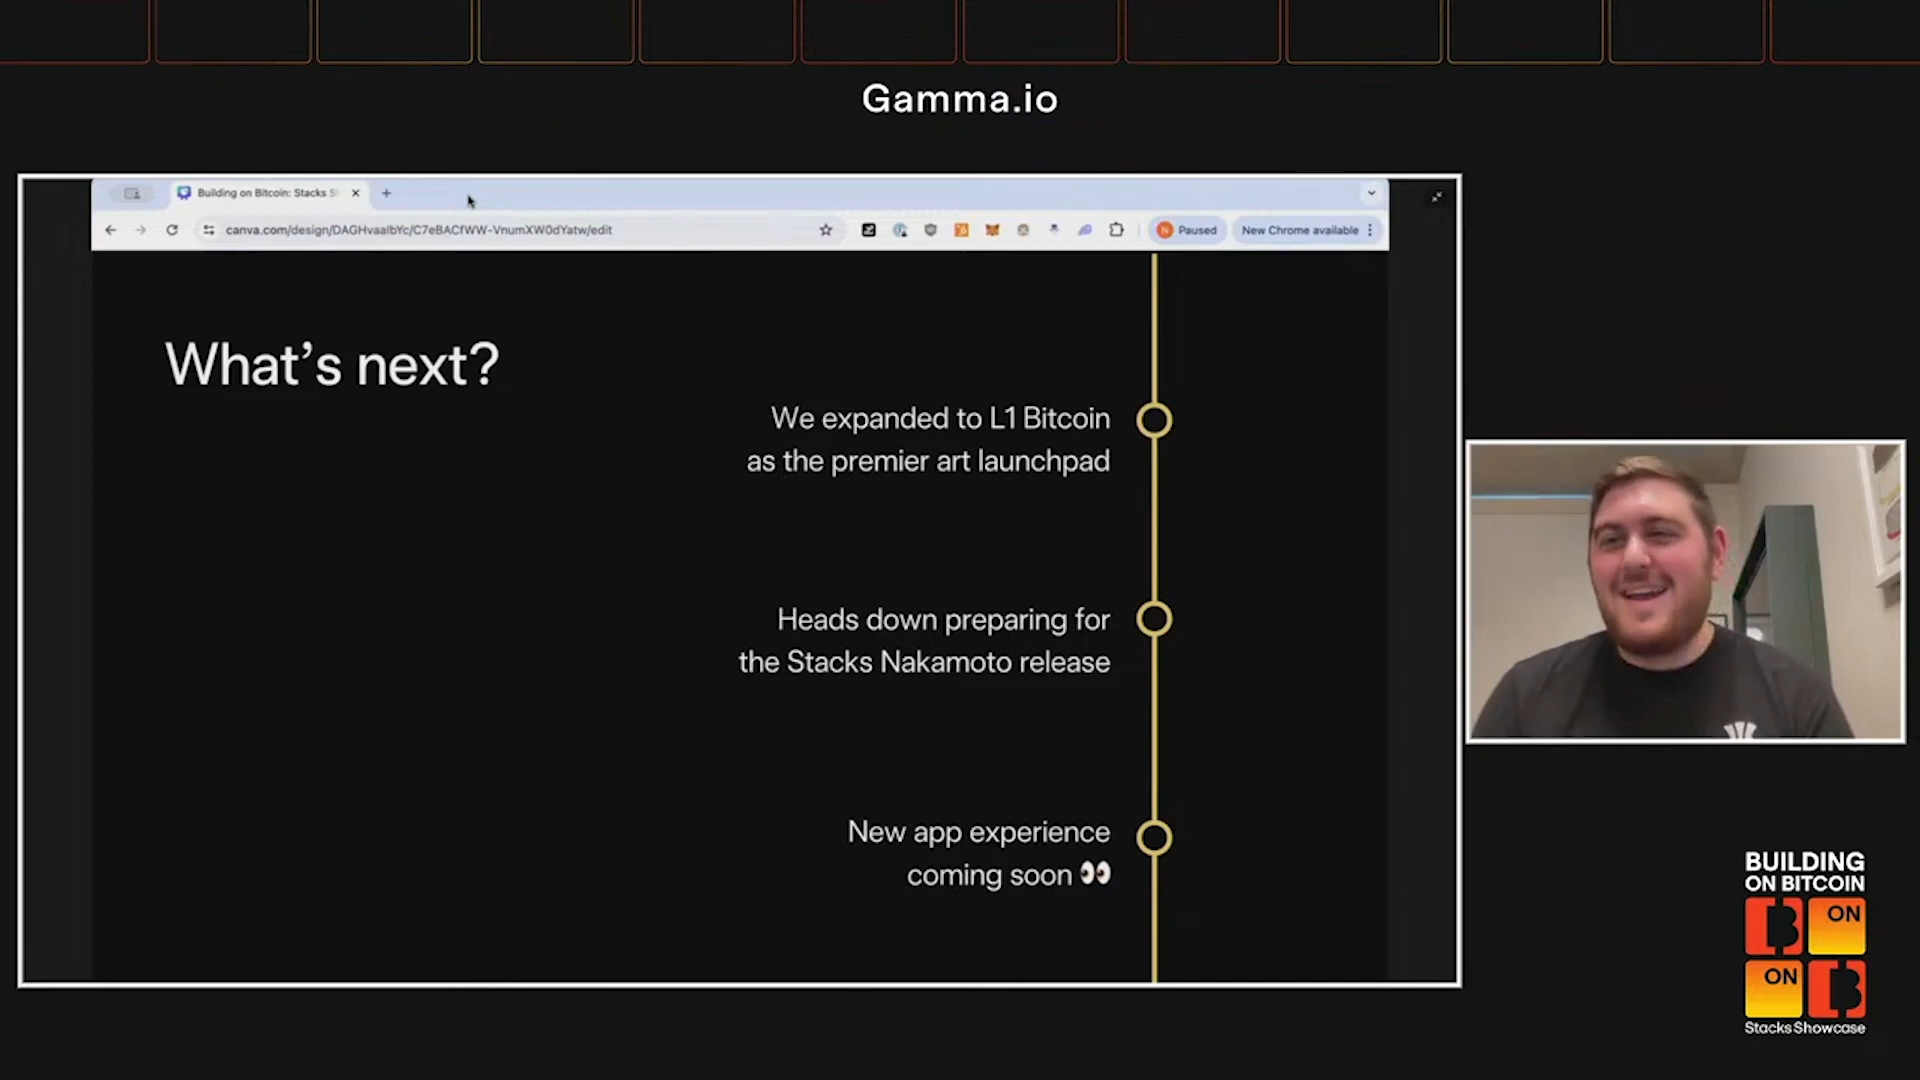 Gamma.io
Building on Bitcoin: Stacks S
canva.com/design/DAGHvaalbYc/C7eBACfWW-VnumXW0dYatw/edit
N Paused
New Chrome available
What's next?
We expanded to L1 Bitcoin
as the premier art launchpad
Heads down preparing for
the Stacks Nakamoto release
New app experience
coming soon 👀
BUILDING
ON BITCOIN
B ON
ON B
Stacks Showcase